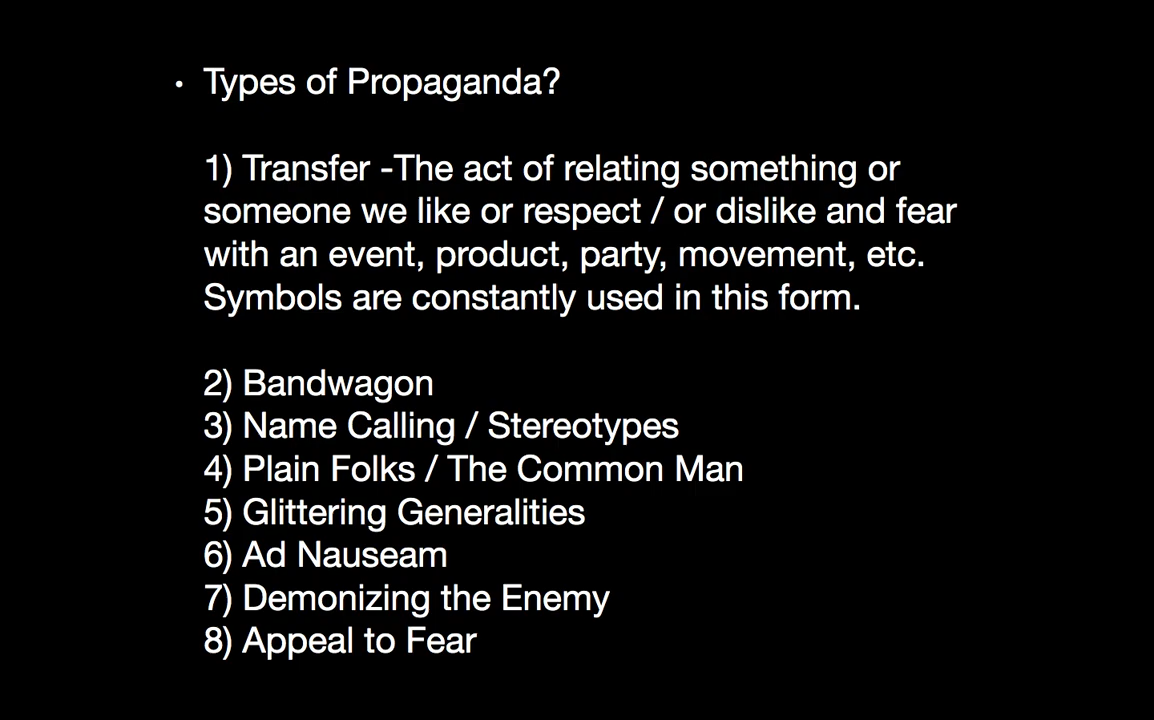 • Types of Propaganda?
1) Transfer -The act of relating something or
someone we like or respect / or dislike and fear
with an event, product, party, movement, etc.
Symbols are constantly used in this form.
2) Bandwagon
3) Name Calling / Stereotypes
4) Plain Folks / The Common Man
5) Glittering Generalities
6) Ad Nauseam
7) Demonizing the Enemy
8) Appeal to Fear